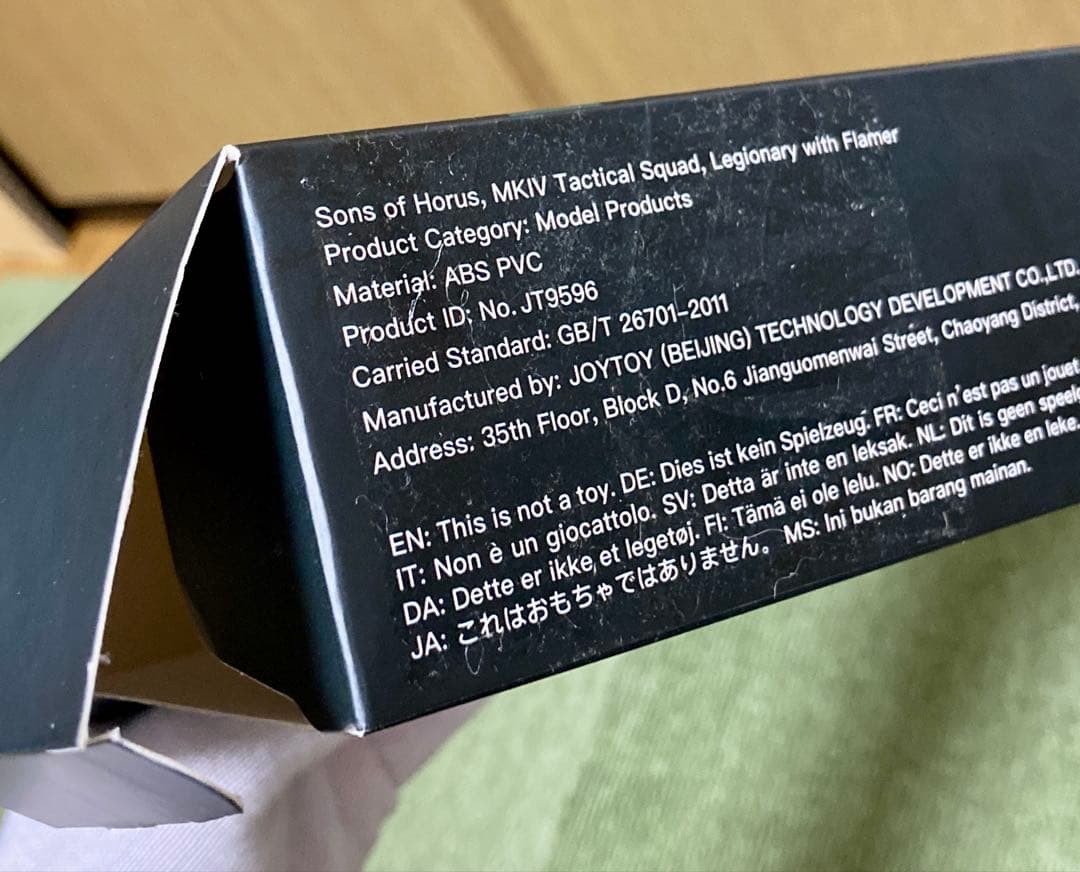 Sons of Horus, MKIV Tactical Squad, Legionary with Flamer
Product Category: Model Products
Material: ABS PVC
Product ID: No. JT9596
Carried Standard: GB/T 26701-2011
Manufactured by: JOYTOY (BEIJING) TECHNOLOGY DEVELOPMENT CO.,LTD.
Address: 35th Floor, Block D, No.6 Jianguomenwai Street, Chaoyang District,
EN: This is not a toy. DE: Dies ist kein Spielzeug. FR: Ceci n'est pas un jouet.
IT: Non è un giocattolo. SV: Detta är inte en leksak. NL: Dit is geen
DA: Dette er ikke et legetøj. FI: Tämä ei ole lelu. NO: Dette er ikke en leke.
JA: これはおもちゃではありません。 MS: Ini bukan barang mainan.